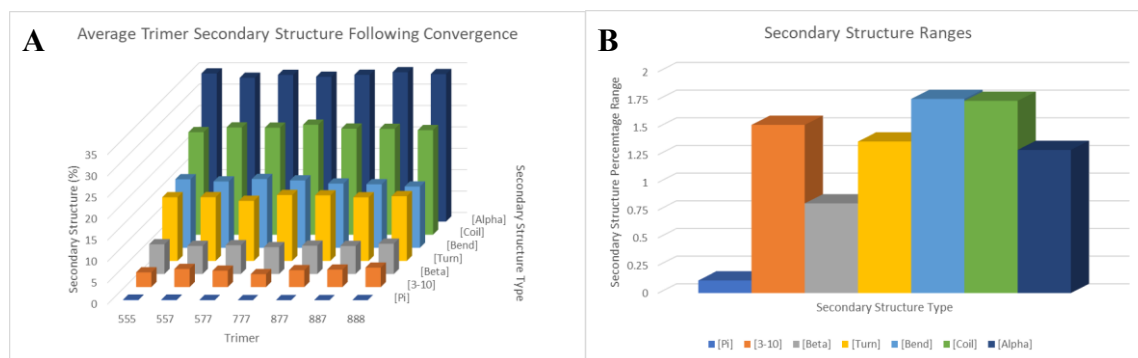 A
Average Trimer Secondary Structure Following Convergence
Secondary Structure (%)
35
30
25
20
15
10
5
0
555 557 577 777 877 887 888
Trimer
[Alpha]
[Coil]
[Bend]
[Turn]
[Beta]
[3-10]
[Pi]
Secondary Structure Type
B
Secondary Structure Ranges
Secondary Structure Percemtage Range
2
1.75
1.5
1.25
1
0.75
0.5
0.25
0
Secondary Structure Type
[Pi] [3-10] [Beta] [Turn] [Bend] [Coil] [Alpha]